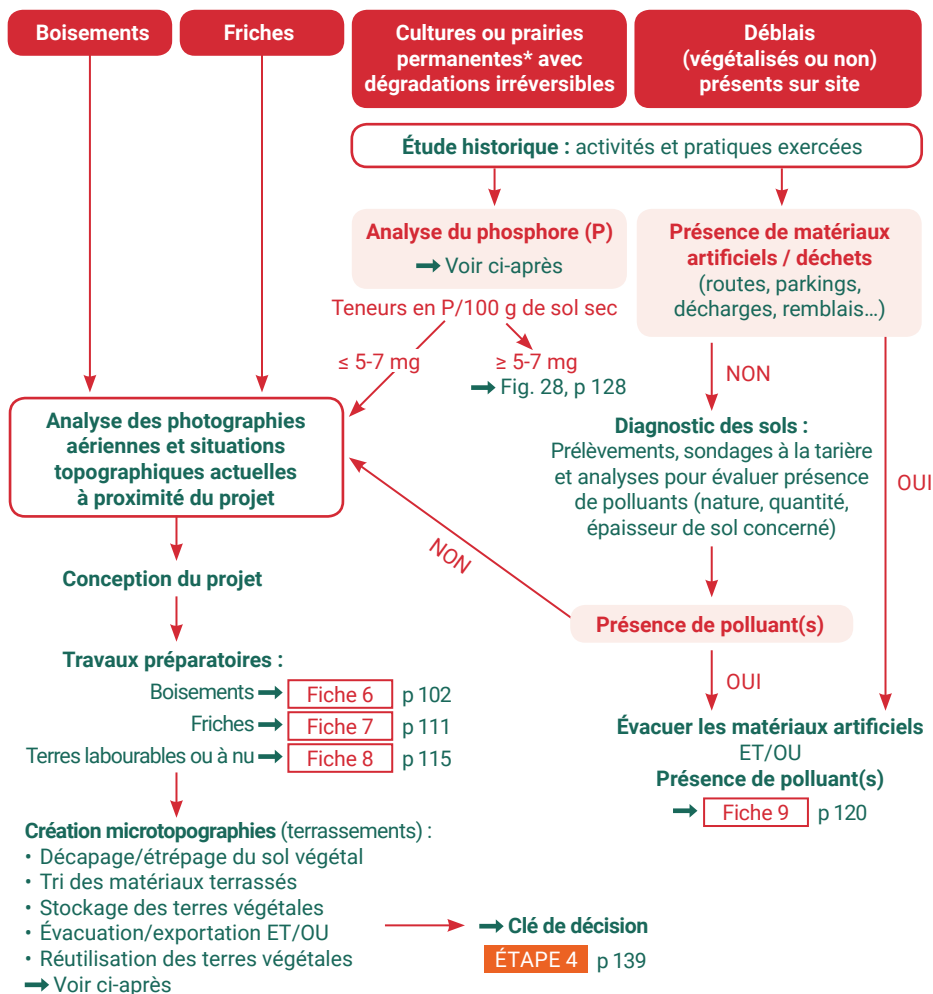 Boisements
Friches
Cultures ou prairies
permanentes* avec
dégradations irréversibles
Déblais
(végétalisés ou non)
présents sur site
Étude historique : activités et pratiques exercées
Analyse du phosphore (P)
➞ Voir ci-après
Présence de matériaux
artificiels / déchets
(routes, parkings,
décharges, remblais…)
Teneurs en P/100 g de sol sec
≤ 5-7 mg
≥ 5-7 mg
➞ Fig. 28, p 128
NON
OUI
Analyse des photographies
aériennes et situations
topographiques actuelles
à proximité du projet
Diagnostic des sols :
Prélèvements, sondages à la tarière
et analyses pour évaluer présence
de polluants (nature, quantité,
épaisseur de sol concerné)
NON
Présence de polluant(s)
OUI
Évacuer les matériaux artificiels
ET/OU
Présence de polluant(s)
➞ Fiche 9 p 120
Conception du projet
Travaux préparatoires :
Boisements ➞ Fiche 6 p 102
Friches ➞ Fiche 7 p 111
Terres labourables ou à nu ➞ Fiche 8 p 115
Création microtopographies (terrassements) :
• Décapage/étrépage du sol végétal
• Tri des matériaux terrassés
• Stockage des terres végétales
• Évacuation/exportation ET/OU
• Réutilisation des terres végétales
➞ Voir ci-après
➞ Clé de décision
ÉTAPE 4 p 139